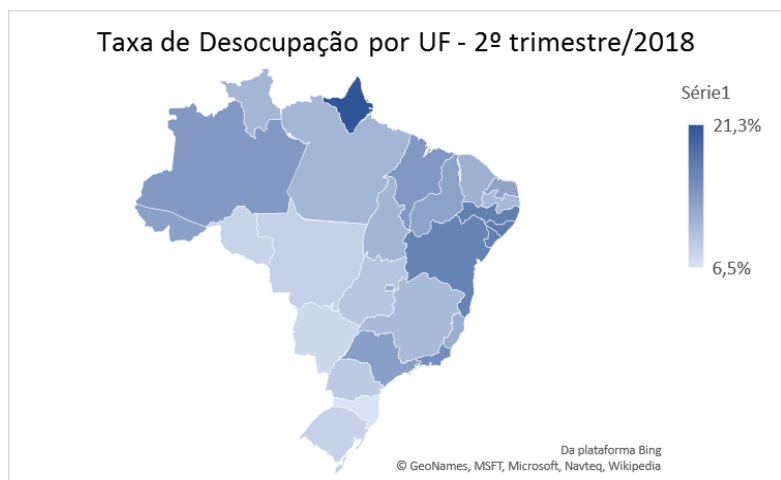 Taxa de Desocupação por UF - 2º trimestre/2018
Série1
21,3%
6,5%
Da plataforma Bing
© GeoNames, MSFT, Microsoft, Navteq, Wikipedia